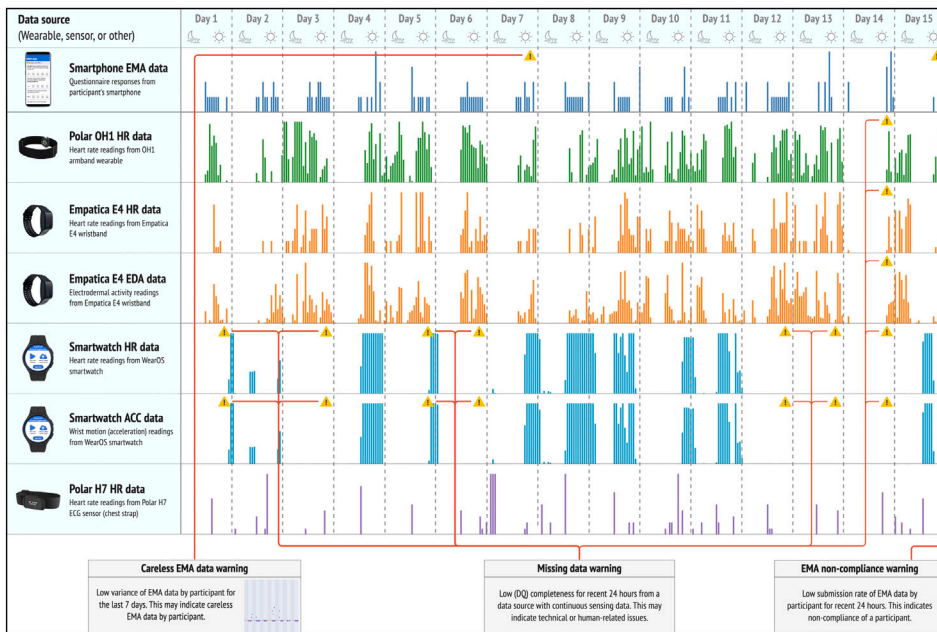 Data source
(Wearable, sensor, or other)
Day 1 Day 2 Day 3 Day 4 Day 5 Day 6 Day 7 Day 8 Day 9 Day 10 Day 11 Day 12 Day 13 Day 14 Day 15
Smartphone EMA data
Questionnaire responses from
participant's smartphone
Polar OH1 HR data
Heart rate readings from OH1
armband wearable
Empatica E4 HR data
Heart rate readings from Empatica
E4 wristband
Empatica E4 EDA data
Electrodermal activity readings
from Empatica E4 wristband
Smartwatch HR data
Heart rate readings from WearOS
smartwatch
Smartwatch ACC data
Wrist motion (acceleration) readings
from WearOS smartwatch
Polar H7 HR data
Heart rate readings from Polar H7
ECG sensor (chest strap)
Careless EMA data warning
Low variance of EMA data by participant for
the last 7 days. This may indicate careless
EMA data by participant.
Missing data warning
Low (DQ) completeness for recent 24 hours from a
data source with continuous sensing data. This may
indicate technical or human-related issues.
EMA non-compliance warning
Low submission rate of EMA data by
participant for recent 24 hours. This indicates
non-compliance of a participant.